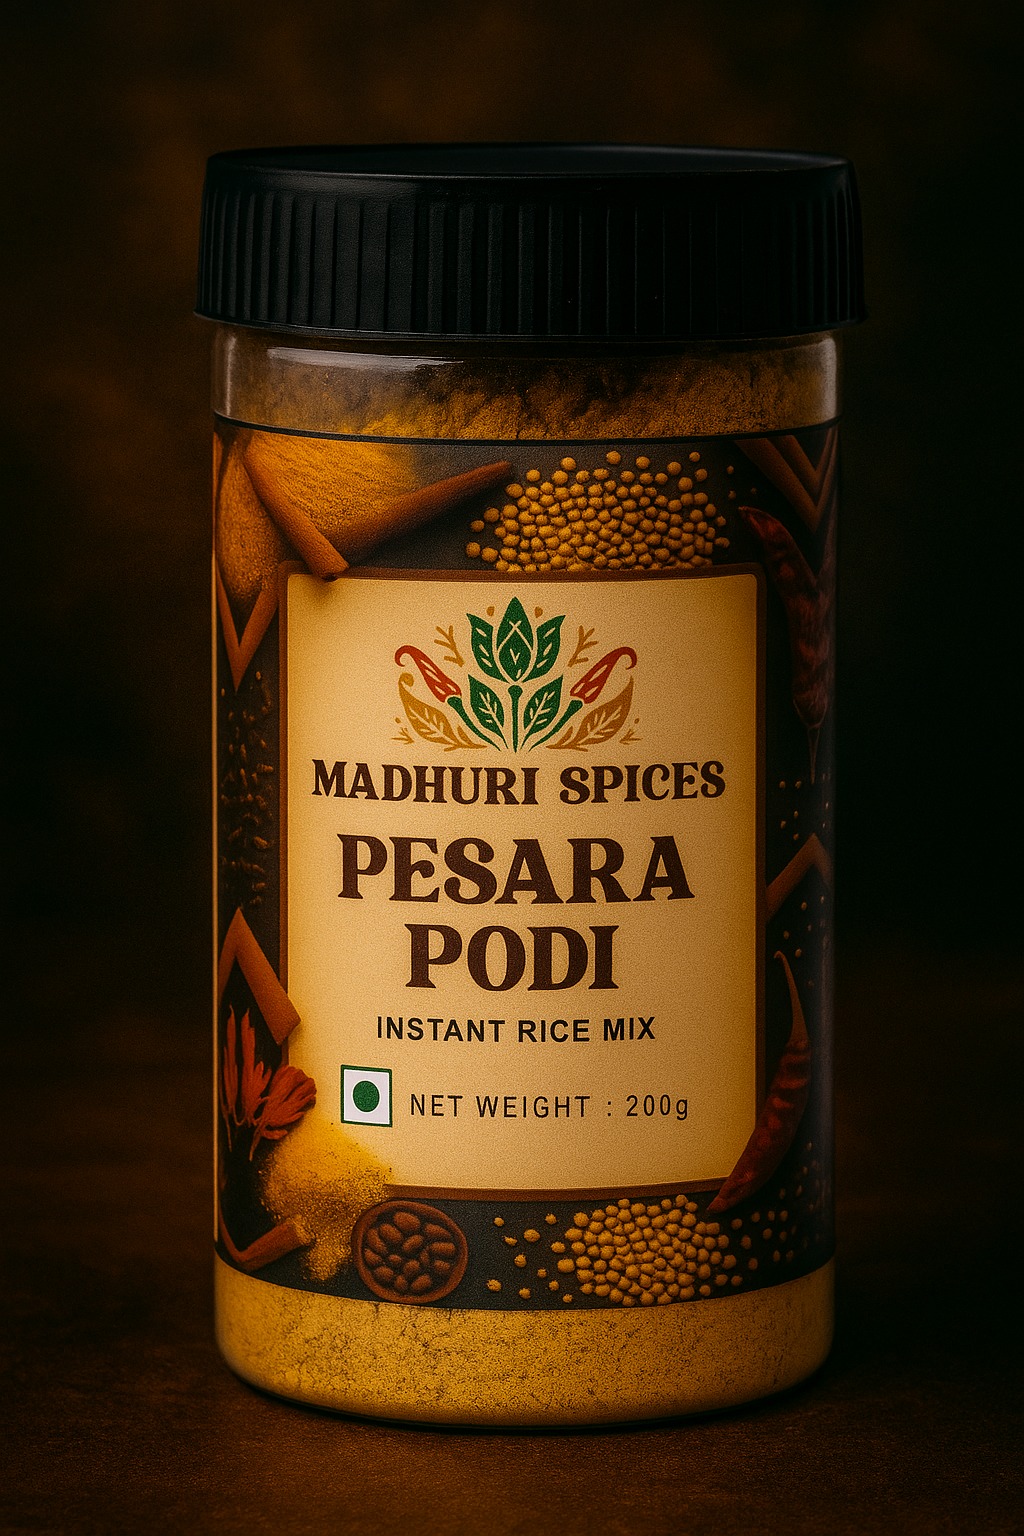 MADHURI SPICES
PESARA
PODI
INSTANT RICE MIX
NET WEIGHT : 200g